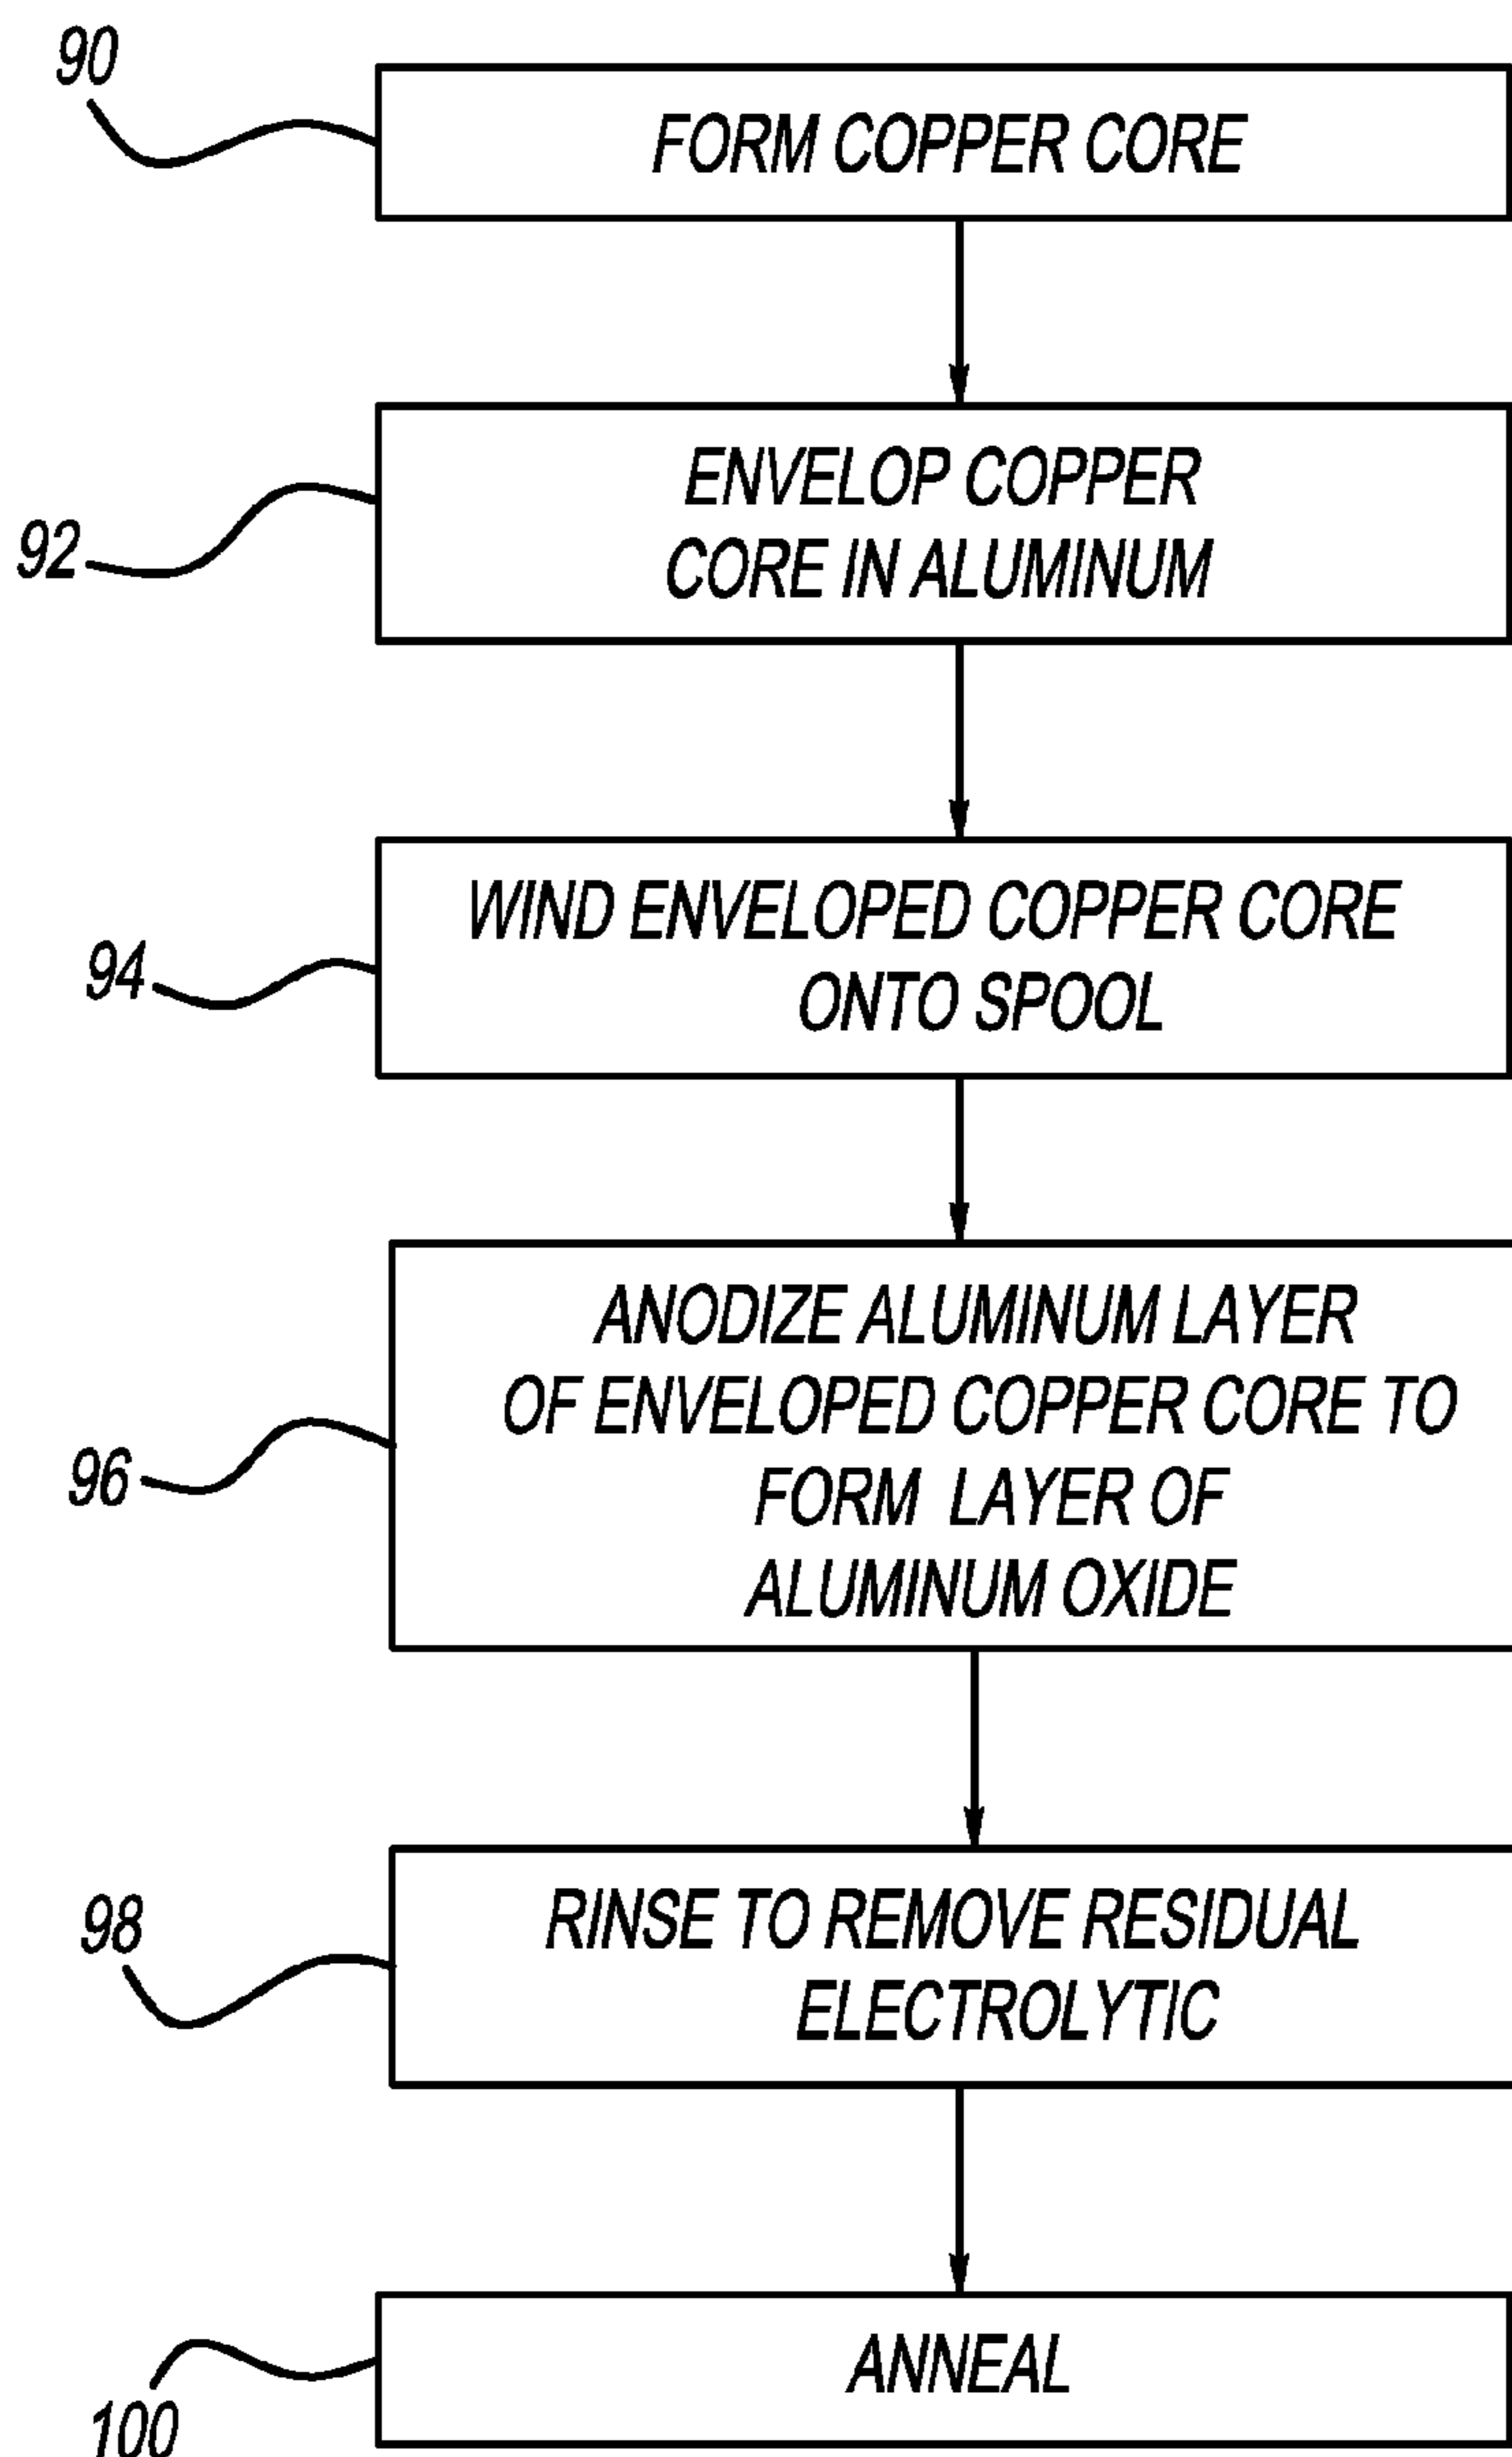 90
FORM COPPER CORE
ENVELOP COPPER
CORE IN ALUMINUM
92
WIND ENVELOPED COPPER CORE
ONTO SPOOL
94
ANODIZE ALUMINUM LAYER
OF ENVELOPED COPPER CORE TO
FORM LAYER OF
ALUMINUM OXIDE
96
98
RINSE TO REMOVE RESIDUAL
ELECTROLYTIC
ANNEAL
100